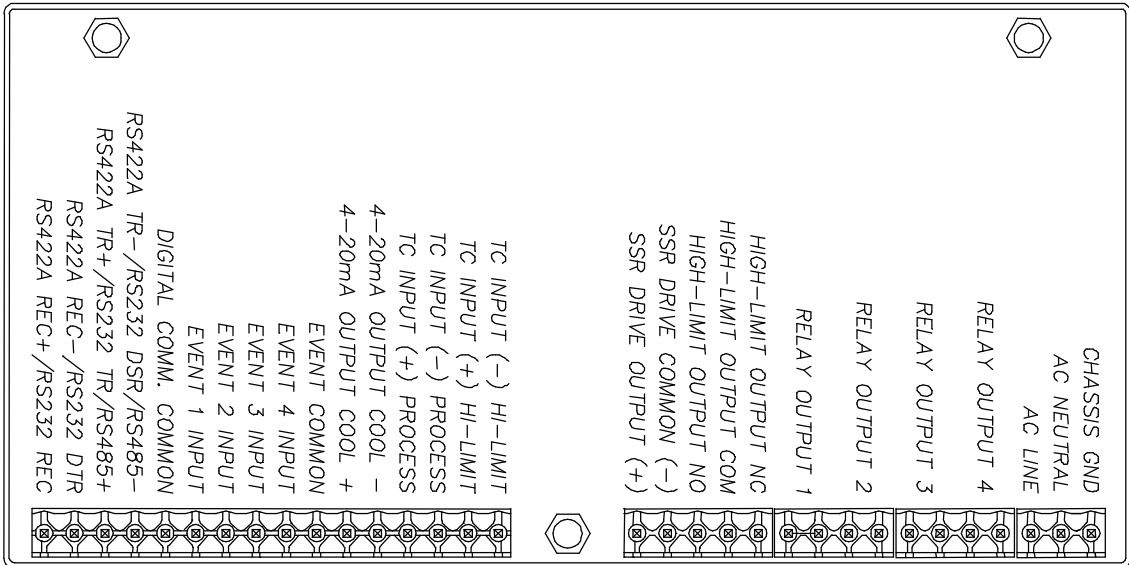 RS422A REC+/RS232 REC
RS422A REC-/RS232 DTR
RS422A TR+/RS232 TR/RS485+
RS422A TR-/RS232 DSR/RS485-
DIGITAL COMM. COMMON
EVENT 1 INPUT
EVENT 2 INPUT
EVENT 3 INPUT
EVENT 4 INPUT
EVENT COMMON
4-20mA OUTPUT COOL +
4-20mA OUTPUT COOL -
TC INPUT (+) PROCESS
TC INPUT (-) PROCESS
TC INPUT (+) HI-LIMIT
TC INPUT (-) HI-LIMIT
SSR DRIVE OUTPUT (+)
SSR DRIVE COMMON (-)
HIGH-LIMIT OUTPUT NO
HIGH-LIMIT OUTPUT COM
HIGH-LIMIT OUTPUT NC
RELAY OUTPUT 1
RELAY OUTPUT 2
RELAY OUTPUT 3
RELAY OUTPUT 4
AC LINE
AC NEUTRAL
CHASSIS GND